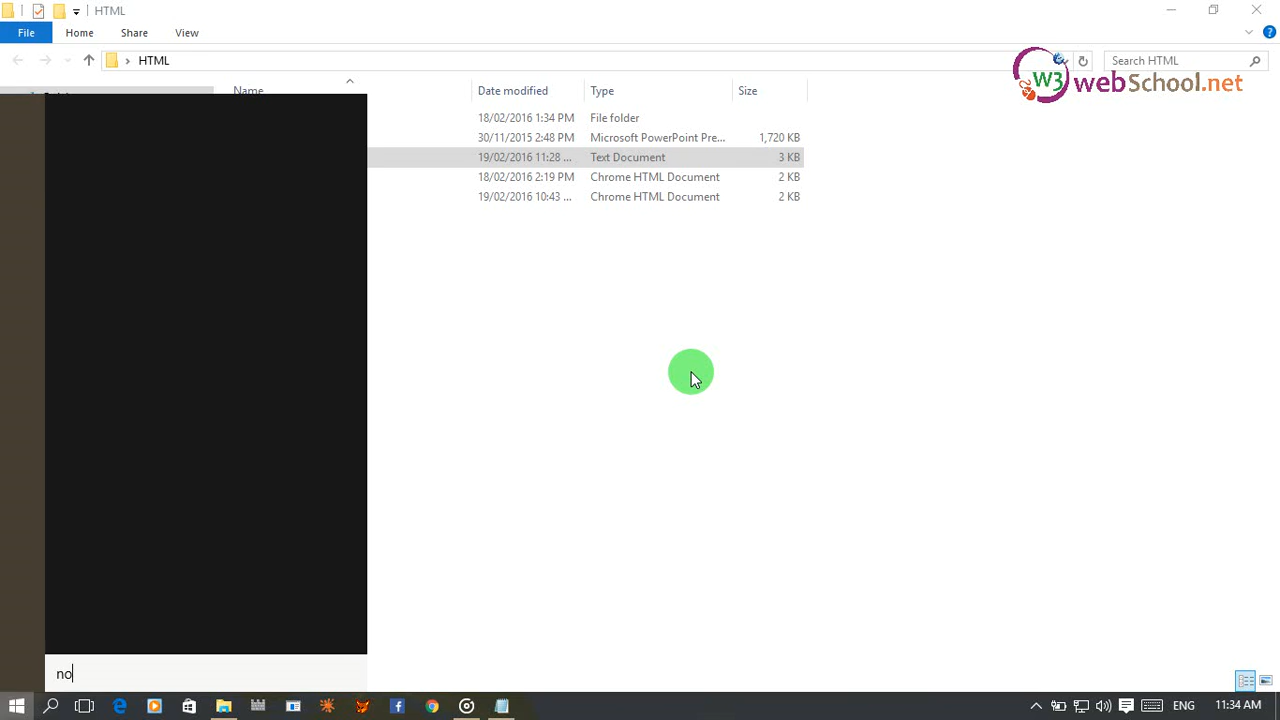 HTML
File Home Share View
HTML
Search HTML
W3 webSchool.net
Name Date modified Type Size
18/02/2016 1:34 PM File folder
30/11/2015 2:48 PM Microsoft PowerPoint Pre... 1,720 KB
19/02/2016 11:28 ... Text Document 3 KB
18/02/2016 2:19 PM Chrome HTML Document 2 KB
19/02/2016 10:43 ... Chrome HTML Document 2 KB
no
ENG 11:34 AM